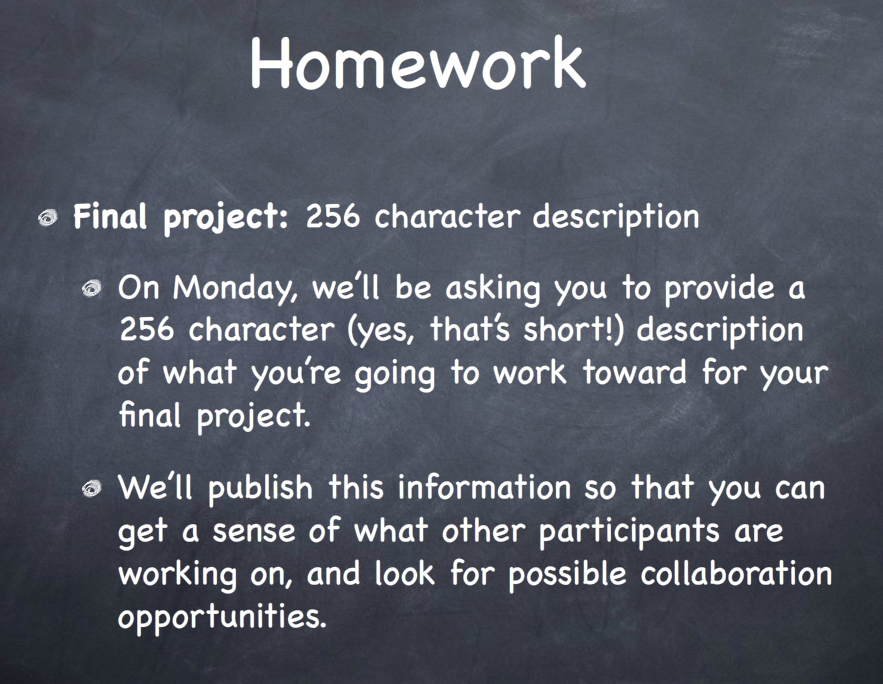 Homework
Final project: 256 character description
On Monday, we'll be asking you to provide a
256 character (yes, that's short!) description
of what you're going to work toward for your
final project.
We'll publish this information so that you can
get a sense of what other participants are
working on, and look for possible collaboration
opportunities.